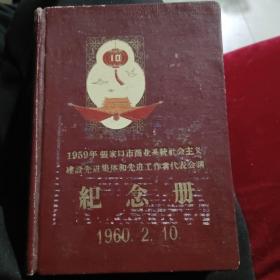 10
1959年张家口市商业系统社会主义
建设先进集体和先进工作者代表会议
纪念册
1960.2.10.